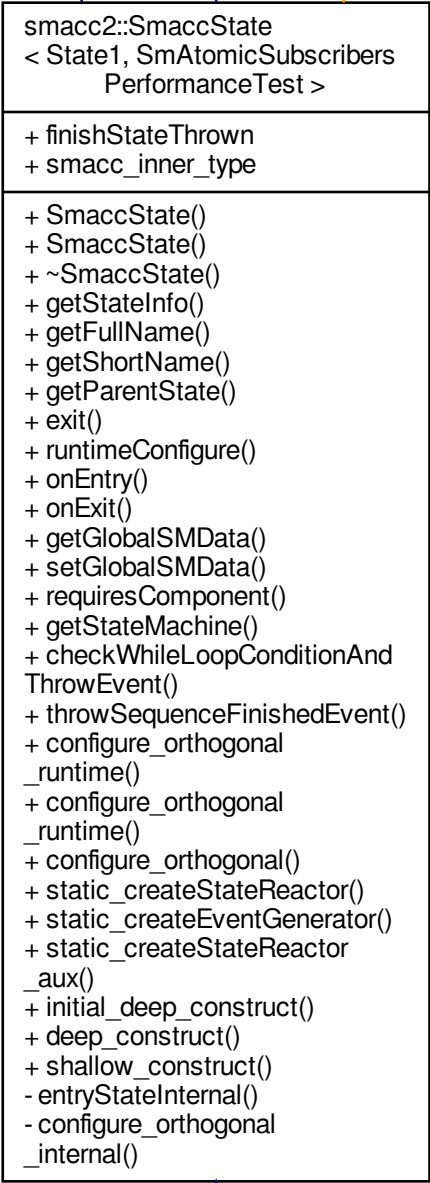 smacc2::SmaccState
< State1, SmAtomicSubscribers
PerformanceTest >
+ finishStateThrown
+ smacc_inner_type
+ SmaccState()
+ SmaccState()
+ ~SmaccState()
+ getStateInfo()
+ getFullName()
+ getShortName()
+ getParentState()
+ exit()
+ runtimeConfigure()
+ onEntry()
+ onExit()
+ getGlobalSMData()
+ setGlobalSMData()
+ requiresComponent()
+ getStateMachine()
+ checkWhileLoopConditionAnd
ThrowEvent()
+ throwSequenceFinishedEvent()
+ configure_orthogonal
_runtime()
+ configure_orthogonal
_runtime()
+ configure_orthogonal()
+ static_createStateReactor()
+ static_createEventGenerator()
+ static_createStateReactor
_aux()
+ initial_deep_construct()
+ deep_construct()
+ shallow_construct()
- entryStateInternal()
- configure_orthogonal
_internal()